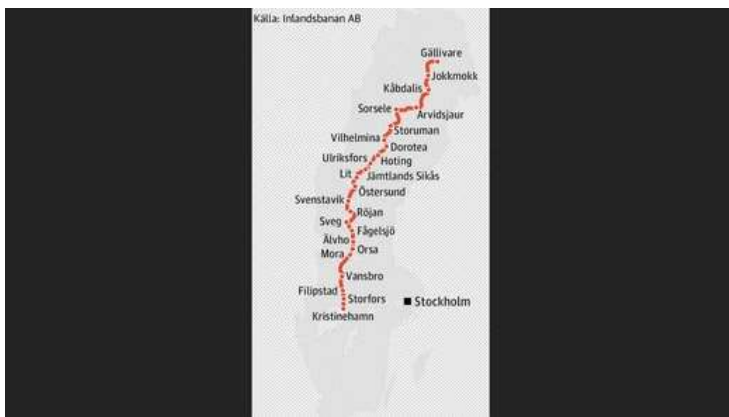 Källa: Inlandsbanan AB
Gällivare
Jokkmokk
Kåbdalis
Sorsele
Arvidsjaur
Storuman
Vilhelmina
Dorotea
Ulriksfors
Hoting
Lit
Jämtlands Sikås
Östersund
Svenstavik
Röjan
Sveg
Fågelsjö
Älvho
Orsa
Mora
Vansbro
Filipstad
Storfors
Stockholm
Kristinehamn